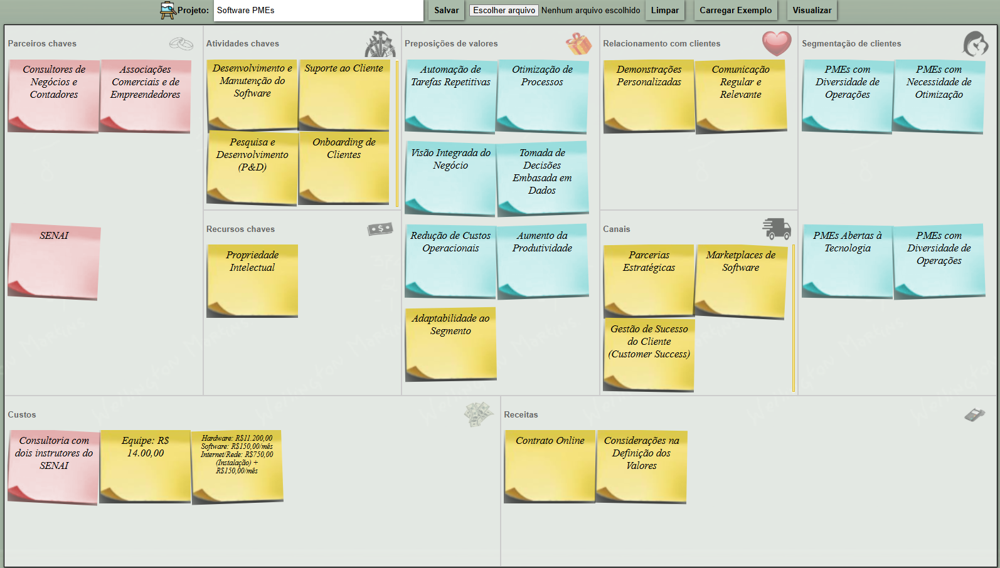 Projeto: Software PMEs Salvar Escolher arquivo Nenhum arquivo escolhido Limpar Carregar Exemplo Visualizar
Parceiros chaves
Consultores de
Negócios e
Contadores
Associações
Comerciais e de
Empreendedores
SENAI
Atividades chaves
Desenvolvimento e
Manutenção do
Software
Suporte ao Cliente
Pesquisa e
Desenvolvimento
(P&D)
Onboarding de
Clientes
Recursos chaves
Propriedade
Intelectual
Preposições de valores
Automação de
Tarefas Repetitivas
Otimização de
Processos
Visão Integrada do
Negócio
Tomada de
Decisões
Embasada em
Dados
Redução de Custos
Operacionais
Aumento da
Produtividade
Adaptabilidade ao
Segmento
Relacionamento com clientes
Demonstrações
Personalizadas
Comunicação
Regular e
Relevante
Canais
Parcerias
Estratégicas
Marketplaces de
Software
Gestão de Sucesso
do Cliente
(Customer Success)
Segmentação de clientes
PMEs com
Diversidade de
Operações
PMEs com
Necessidade de
Otimização
PMEs Abertas à
Tecnologia
PMEs com
Diversidade de
Operações
Custos
Consultoria com
dois instrutores do
SENAI
Equipe: R$
14.00,00
Hardware: R$11.200,00
Software: R$150,00/mês
Internet/Rede: R$750,00
(Instalação) +
R$150,00/mês
Receitas
Contrato Online
Considerações na
Definição dos
Valores